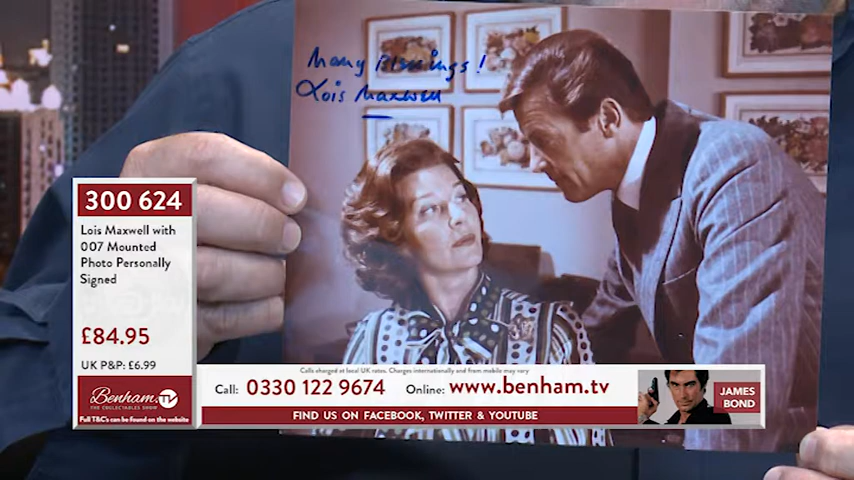 Many Blessings!
Lois Maxwell
300 624
Lois Maxwell with
007 Mounted
Photo Personally
Signed
£84.95
UK P&P: £6.99
Benham.TV
THE COLLECTABLES SHOW
Full T&C's can be found on the website
Calls charged at local UK rates. Charges internationally and from mobile may vary
Call: 0330 122 9674 Online: www.benham.tv
FIND US ON FACEBOOK, TWITTER & YOUTUBE
JAMES
BOND